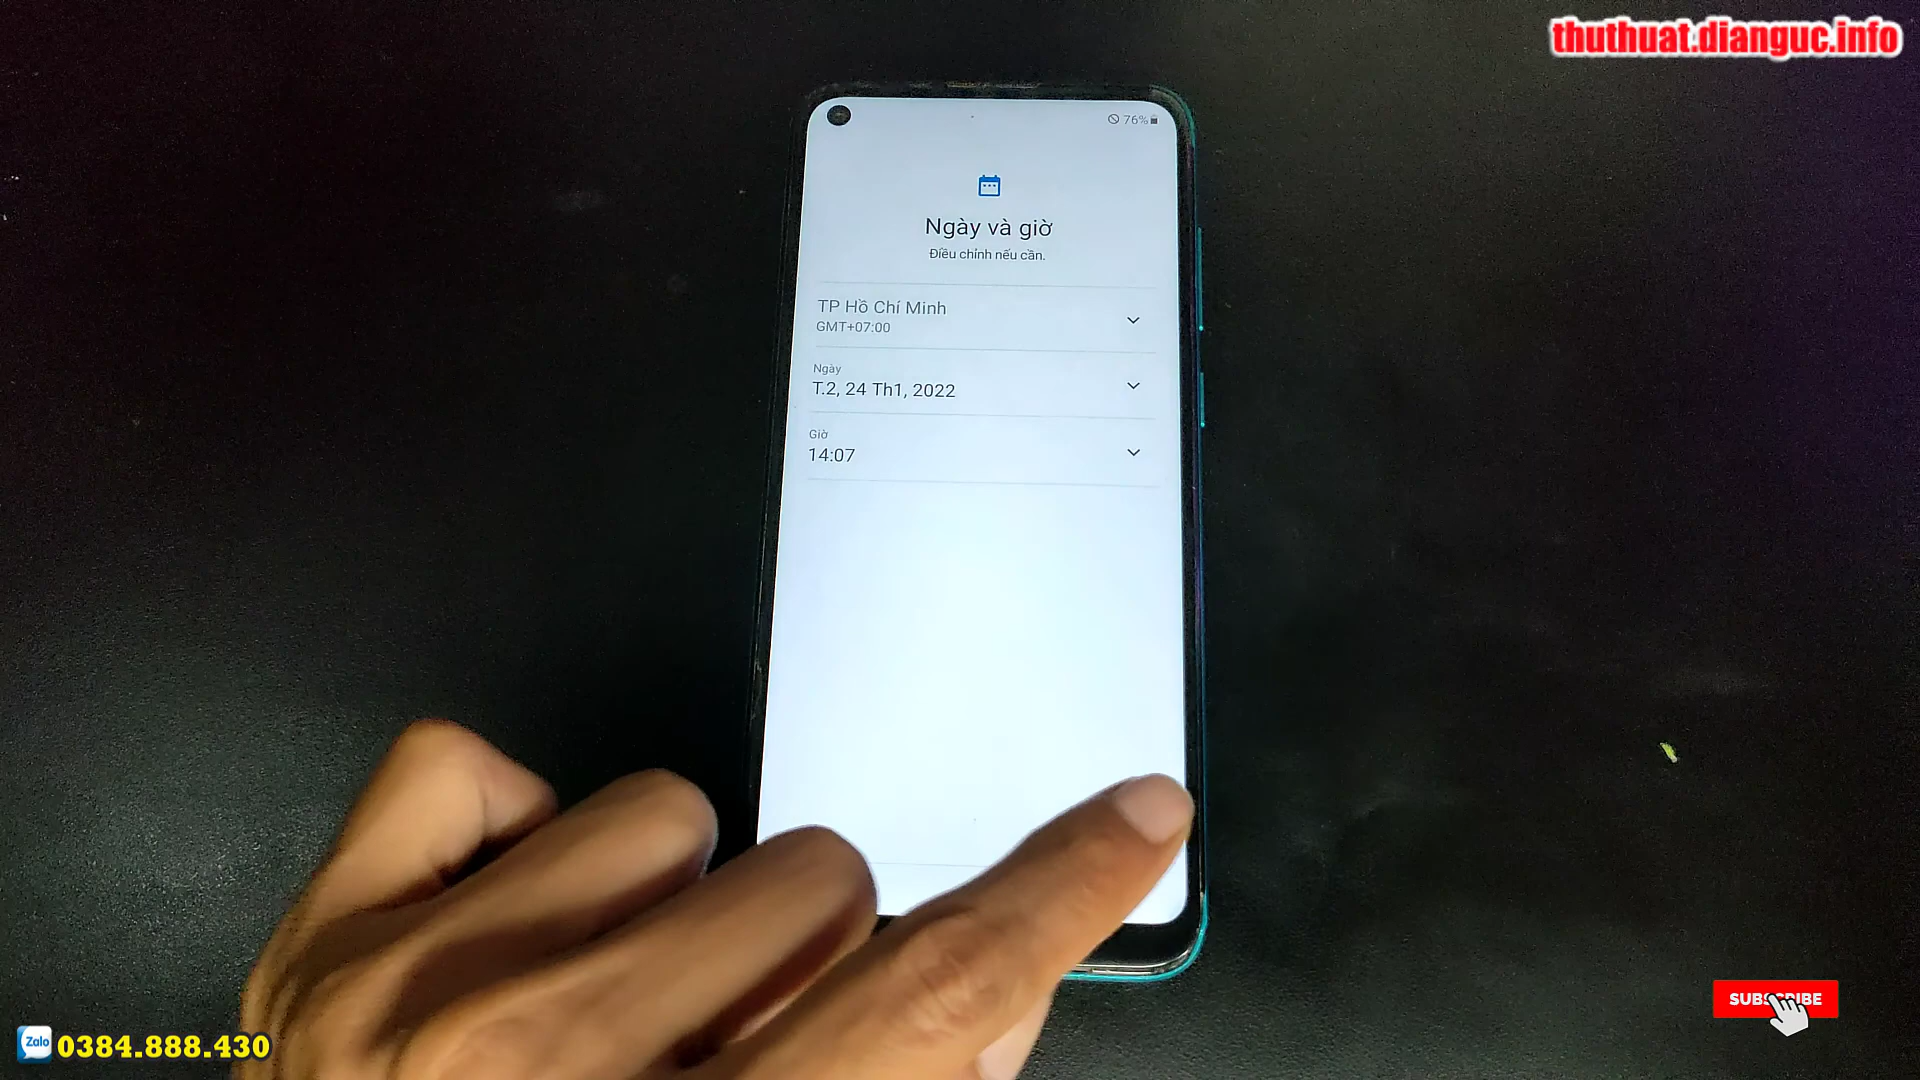 thuthuat.dianguc.info
76%
Ngày và giờ
Điều chỉnh nếu cần.
TP Hồ Chí Minh
GMT+07:00
Ngày
T.2, 24 Th1, 2022
Giờ
14:07
SUBSCRIBE
Zalo
0384.888.430